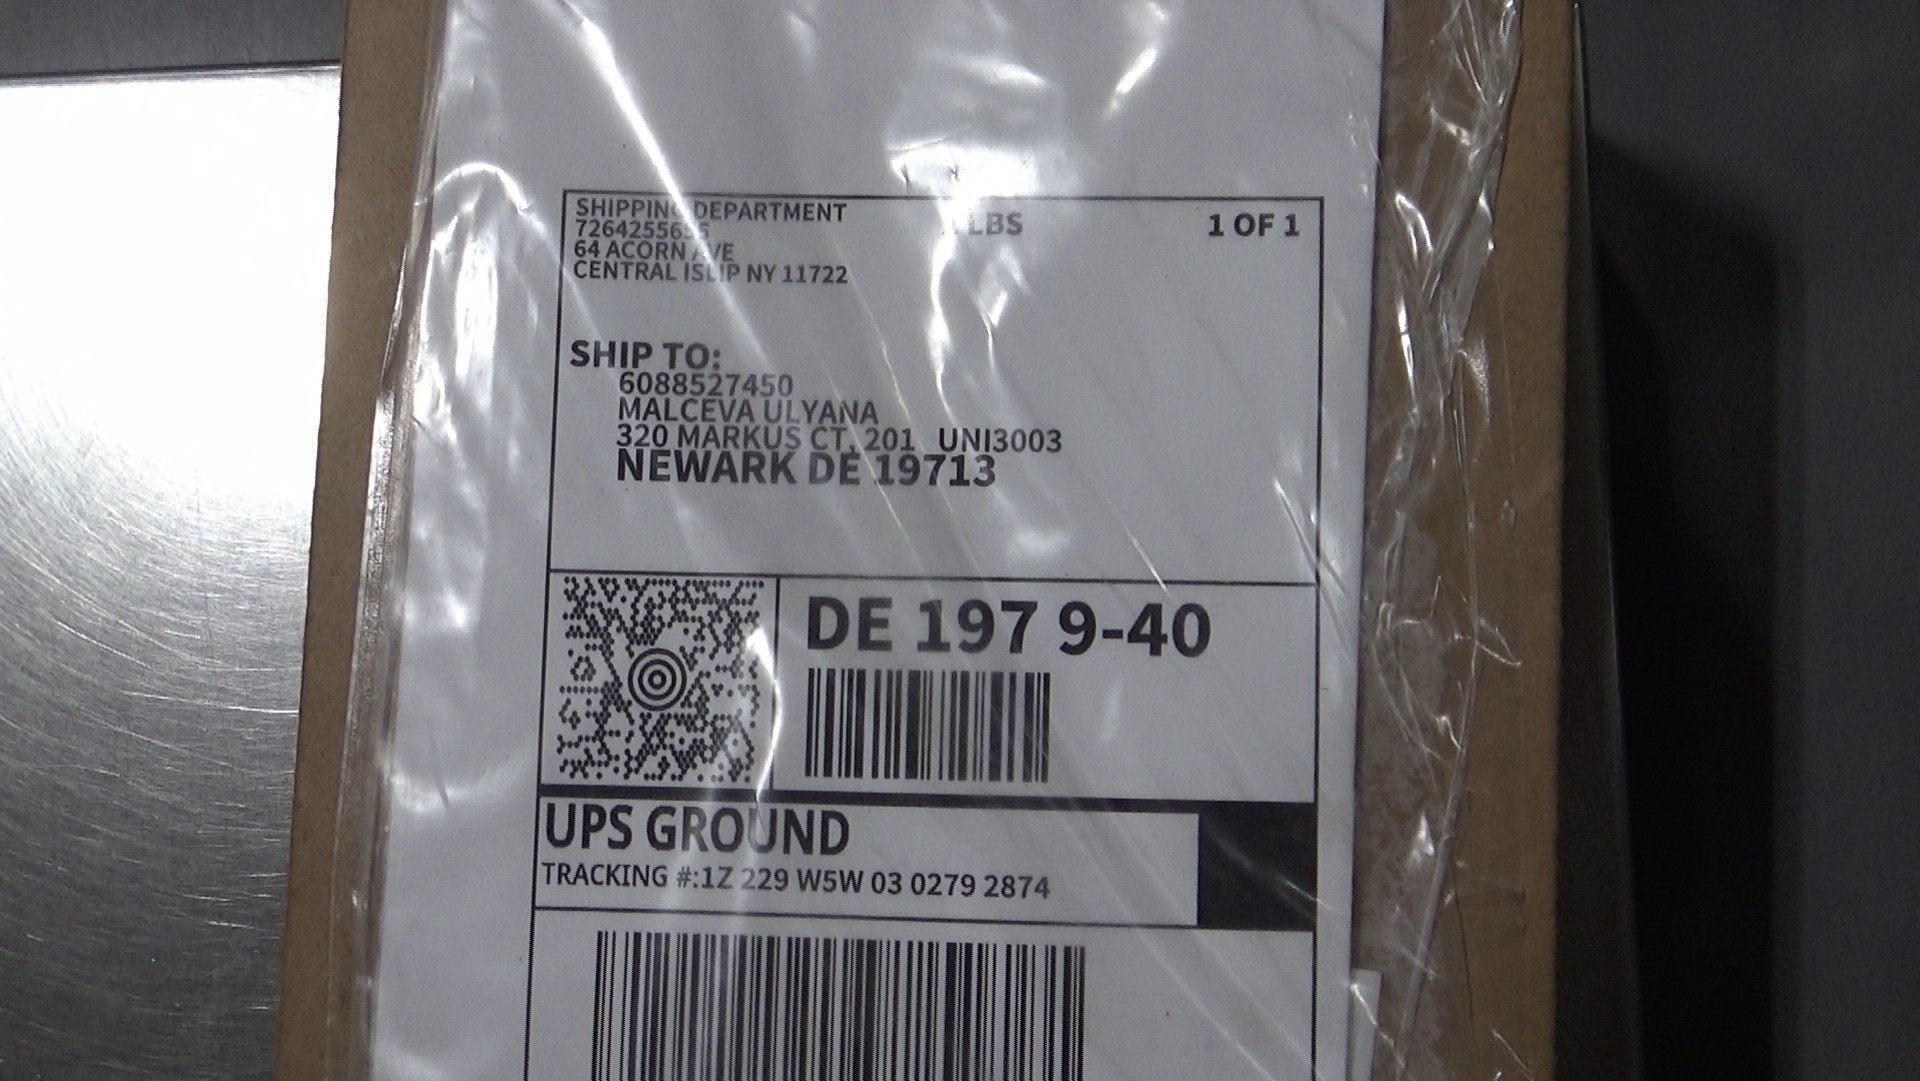 SHIPPING DEPARTMENT
64 ACORN AVE
CENTRAL ISLIP NY 11722
LBS
1 OF 1
SHIP TO:
6088527450
MALCEVA ULYANA
320 MARKUS CT, 201 UNI3003
NEWARK DE 19713
DE 197 9-40
UPS GROUND
TRACKING #:1Z 229 W5W 03 0279 2874